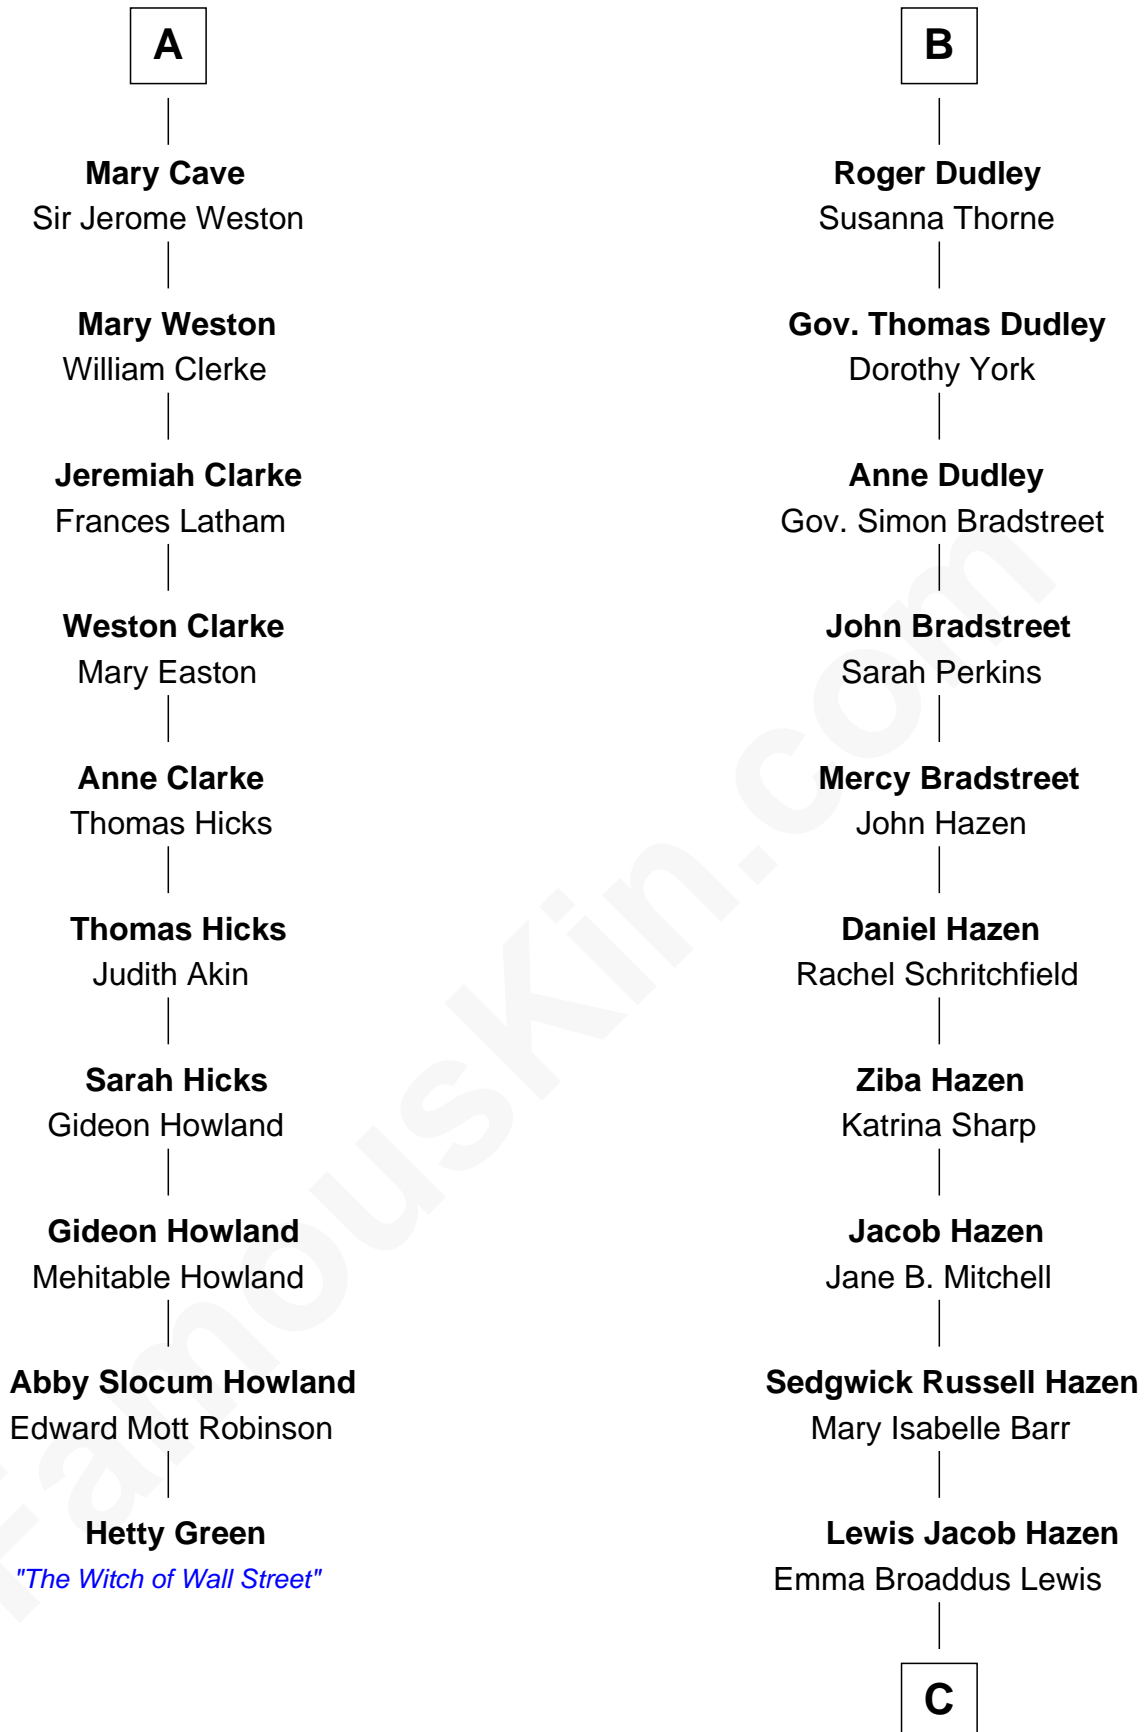 A
Mary Cave
Sir Jerome Weston
Mary Weston
William Clerke
Jeremiah Clarke
Frances Latham
Weston Clarke
Mary Easton
Anne Clarke
Thomas Hicks
Thomas Hicks
Judith Akin
Sarah Hicks
Gideon Howland
Gideon Howland
Mehitable Howland
Abby Slocum Howland
Edward Mott Robinson
Hetty Green
"The Witch of Wall Street"
B
Roger Dudley
Susanna Thorne
Gov. Thomas Dudley
Dorothy York
Anne Dudley
Gov. Simon Bradstreet
John Bradstreet
Sarah Perkins
Mercy Bradstreet
John Hazen
Daniel Hazen
Rachel Schritchfield
Ziba Hazen
Katrina Sharp
Jacob Hazen
Jane B. Mitchell
Sedgwick Russell Hazen
Mary Isabelle Barr
Lewis Jacob Hazen
Emma Broaddus Lewis
C
FamousKin.com